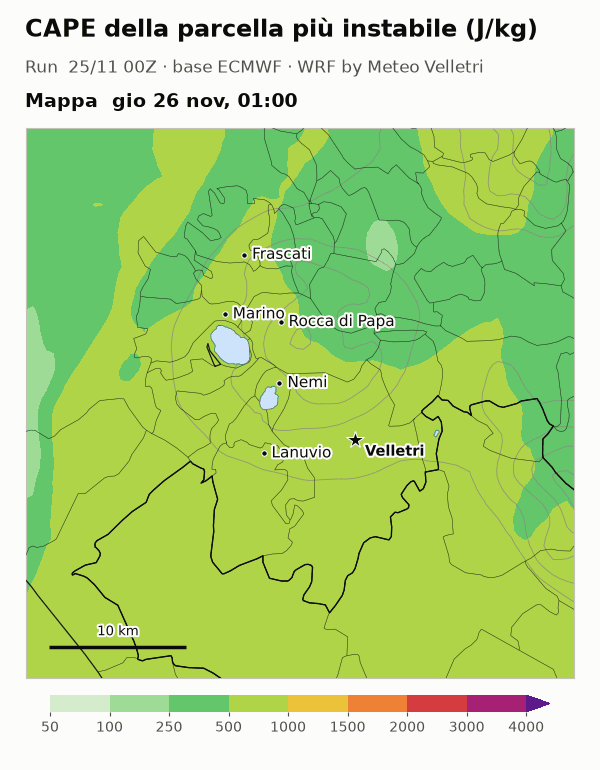 CAPE della parcella più instabile (J/kg)
Run  25/11 00Z · base ECMWF · WRF by Meteo Velletri
Mappa  gio 26 nov, 01:00
Frascati
Marino
Rocca di Papa
Nemi
Velletri
Lanuvio
10 km
50 100 250 500 1000 1500 2000 3000 4000